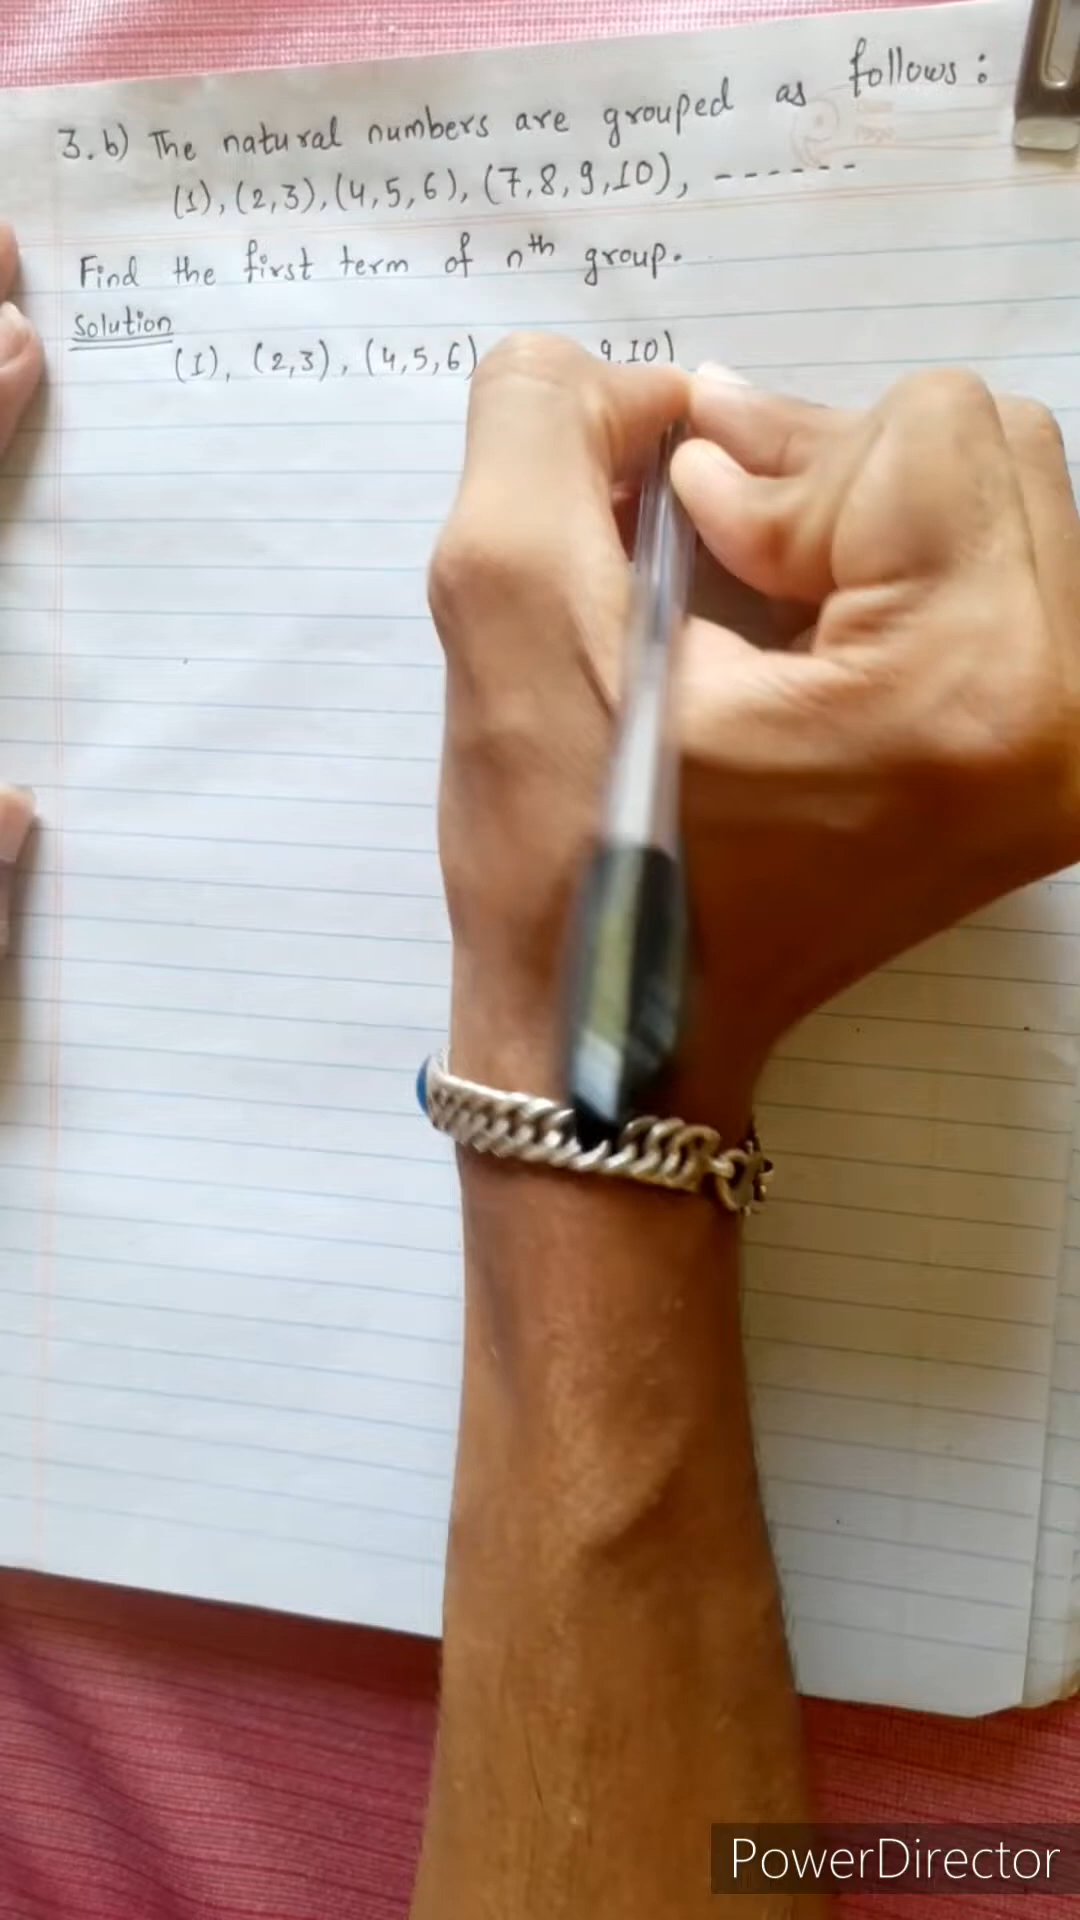 3.b) The natural numbers are grouped as follows:
(1), (2,3), (4,5,6), (7,8,9,10), ------
Find the first term of nth group.
Solution
(1), (2,3), (4,5,6) 9,10)
PowerDirector